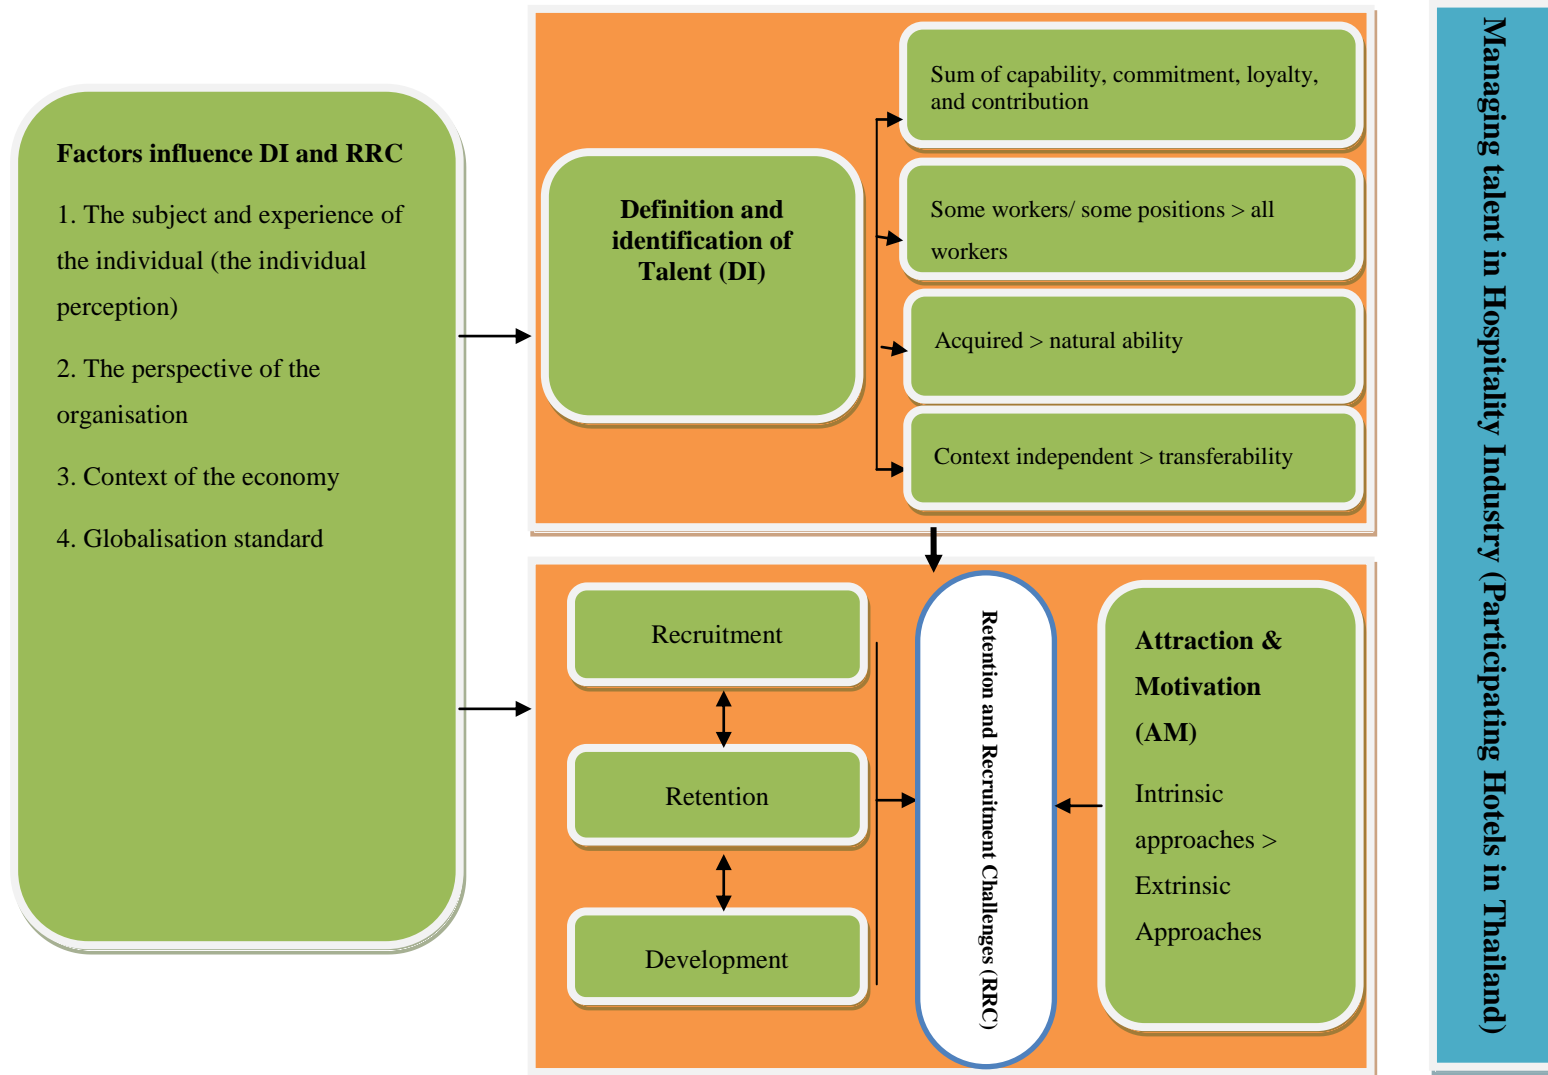 Factors influence DI and RRC
1. The subject and experience of
the individual (the individual
perception)
2. The perspective of the
organisation
3. Context of the economy
4. Globalisation standard
Definition and
identification of
Talent (DI)
Sum of capability, commitment, loyalty,
and contribution
Some workers/ some positions > all
workers
Acquired > natural ability
Context independent > transferability
Recruitment
Retention
Development
Retention and Recruitment Challenges (RRC)
Attraction &
Motivation
(AM)
Intrinsic
approaches >
Extrinsic
Approaches
Managing talent in Hospitality Industry (Participating Hotels in Thailand)